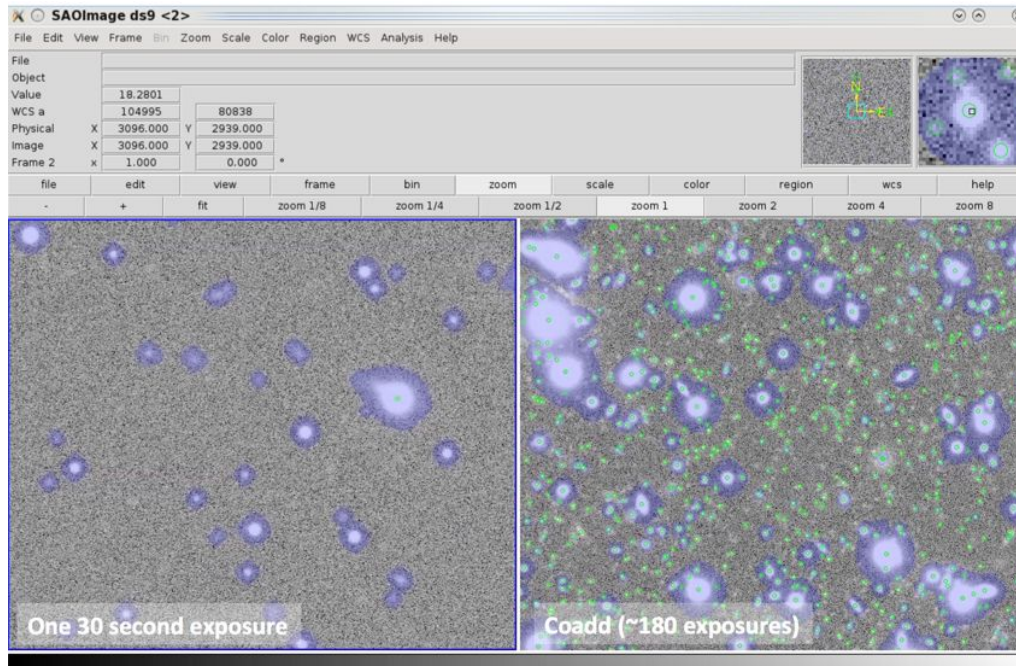 SAOImage ds9 <2>
File Edit View Frame Bin Zoom Scale Color Region WCS Analysis Help
File
Object
Value 18.2801
WCS a 104995 80838
Physical X 3096.000 Y 2939.000
Image X 3096.000 Y 2939.000
Frame 2 x 1.000 0.000 °
N
E
file edit view frame bin zoom scale color region wcs help
- + fit zoom 1/8 zoom 1/4 zoom 1/2 zoom 1 zoom 2 zoom 4 zoom 8
One 30 second exposure
Coadd (~180 exposures)